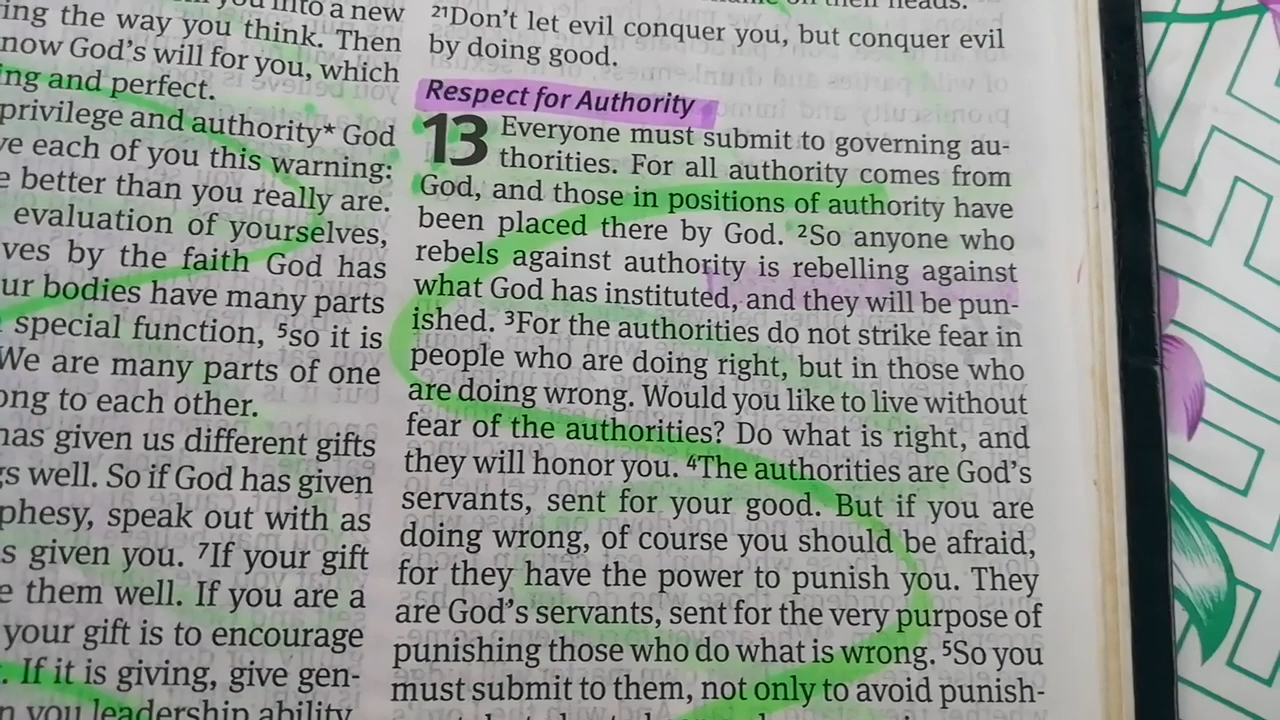 ing the way you think. Then
now God's will for you, which
ing and perfect.
privilege and authority* God
ve each of you this warning:
better than you really are.
evaluation of yourselves,
ves by the faith God has
ur bodies have many parts
special function, ⁵so it is
We are many parts of one
ong to each other.
has given us different gifts
gs well. So if God has given
phesy, speak out with as
s given you. ⁷If your gift
e them well. If you are a
your gift is to encourage
. If it is giving, give gen-
you leadership ability
²¹Don't let evil conquer you, but conquer evil
by doing good.
Respect for Authority
13 Everyone must submit to governing au-
thorities. For all authority comes from
God, and those in positions of authority have
been placed there by God. ²So anyone who
rebels against authority is rebelling against
what God has instituted, and they will be pun-
ished. ³For the authorities do not strike fear in
people who are doing right, but in those who
are doing wrong. Would you like to live without
fear of the authorities? Do what is right, and
they will honor you. ⁴The authorities are God's
servants, sent for your good. But if you are
doing wrong, of course you should be afraid,
for they have the power to punish you. They
are God's servants, sent for the very purpose of
punishing those who do what is wrong. ⁵So you
must submit to them, not only to avoid punish-